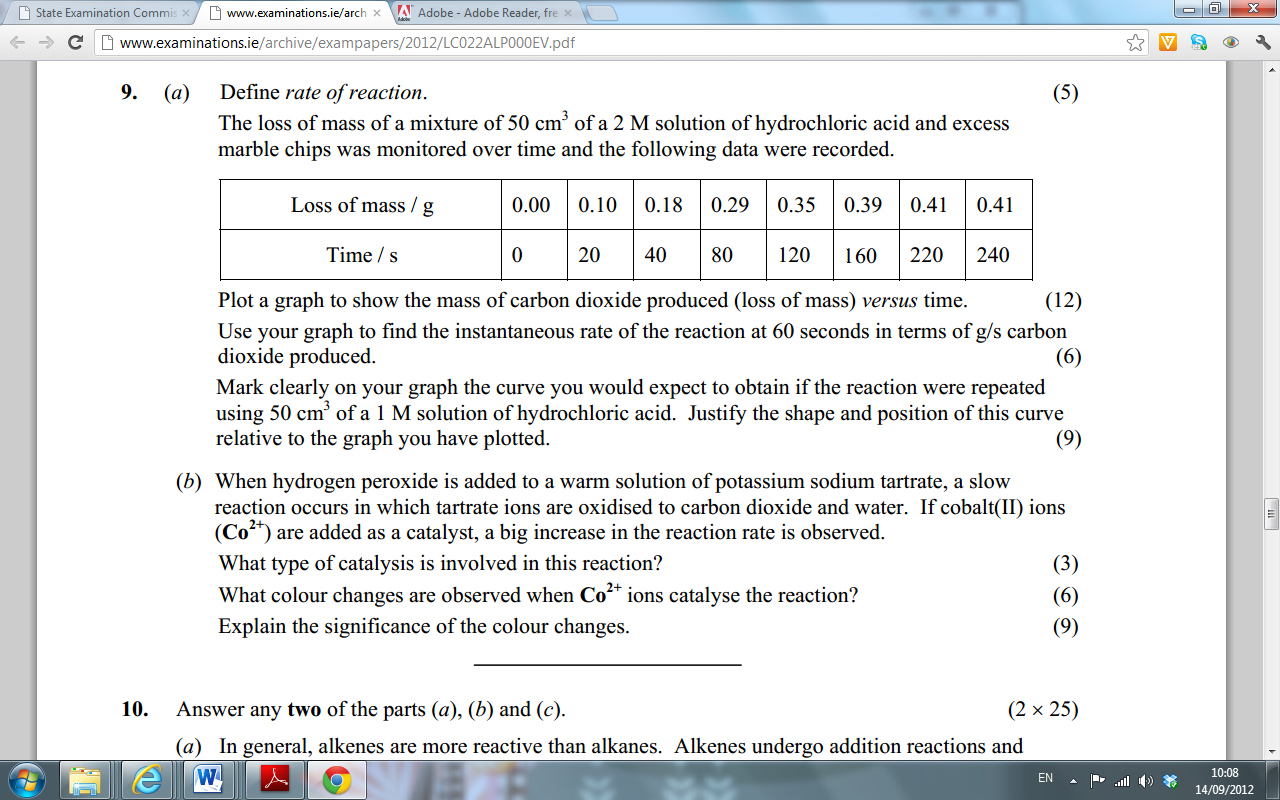 State Examination Commis
www.examinations.ie/arch
Adobe - Adobe Reader, fre
www.examinations.ie/archive/exampapers/2012/LC022ALP000EV.pdf
9. (a) Define rate of reaction. (5)
The loss of mass of a mixture of 50 cm³ of a 2 M solution of hydrochloric acid and excess
marble chips was monitored over time and the following data were recorded.
Loss of mass / g 0.00 0.10 0.18 0.29 0.35 0.39 0.41 0.41
Time / s 0 20 40 80 120 160 220 240
Plot a graph to show the mass of carbon dioxide produced (loss of mass) versus time. (12)
Use your graph to find the instantaneous rate of the reaction at 60 seconds in terms of g/s carbon
dioxide produced. (6)
Mark clearly on your graph the curve you would expect to obtain if the reaction were repeated
using 50 cm³ of a 1 M solution of hydrochloric acid. Justify the shape and position of this curve
relative to the graph you have plotted. (9)
(b) When hydrogen peroxide is added to a warm solution of potassium sodium tartrate, a slow
reaction occurs in which tartrate ions are oxidised to carbon dioxide and water. If cobalt(II) ions
(Co²⁺) are added as a catalyst, a big increase in the reaction rate is observed.
What type of catalysis is involved in this reaction? (3)
What colour changes are observed when Co²⁺ ions catalyse the reaction? (6)
Explain the significance of the colour changes. (9)
10. Answer any two of the parts (a), (b) and (c). (2 × 25)
(a) In general, alkenes are more reactive than alkanes. Alkenes undergo addition reactions and
EN
10:08
14/09/2012